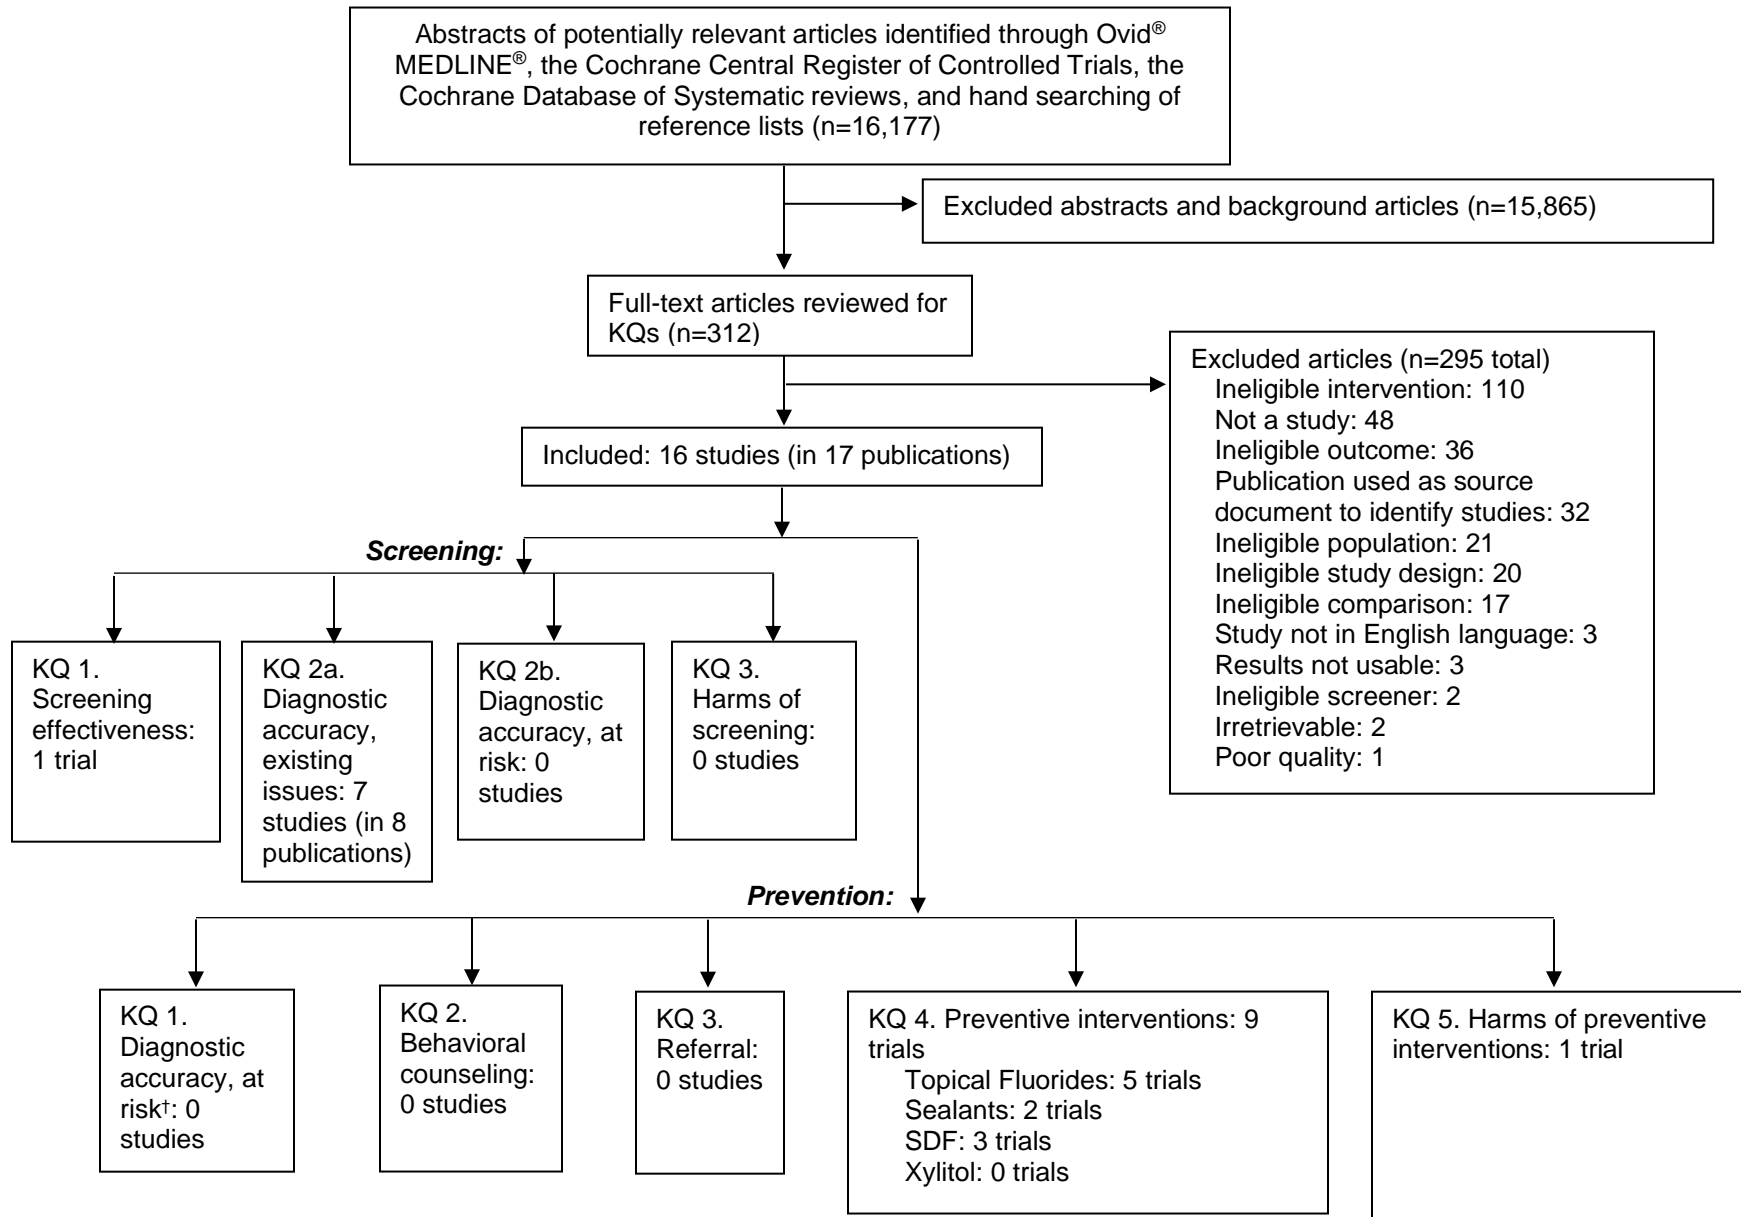 Abstracts of potentially relevant articles identified through Ovid®
MEDLINE®, the Cochrane Central Register of Controlled Trials, the
Cochrane Database of Systematic reviews, and hand searching of
reference lists (n=16,177)
Excluded abstracts and background articles (n=15,865)
Full-text articles reviewed for
KQs (n=312)
Excluded articles (n=295 total)
Ineligible intervention: 110
Not a study: 48
Ineligible outcome: 36
Publication used as source
document to identify studies: 32
Ineligible population: 21
Ineligible study design: 20
Ineligible comparison: 17
Study not in English language: 3
Results not usable: 3
Ineligible screener: 2
Irretrievable: 2
Poor quality: 1
Included: 16 studies (in 17 publications)
Screening:
KQ 1.
Screening
effectiveness:
1 trial
KQ 2a.
Diagnostic
accuracy,
existing
issues: 7
studies (in 8
publications)
KQ 2b.
Diagnostic
accuracy, at
risk: 0
studies
KQ 3.
Harms of
screening:
0 studies
Prevention:
KQ 1.
Diagnostic
accuracy, at
risk†: 0
studies
KQ 2.
Behavioral
counseling:
0 studies
KQ 3.
Referral:
0 studies
KQ 4. Preventive interventions: 9
trials
Topical Fluorides: 5 trials
Sealants: 2 trials
SDF: 3 trials
Xylitol: 0 trials
KQ 5. Harms of preventive
interventions: 1 trial